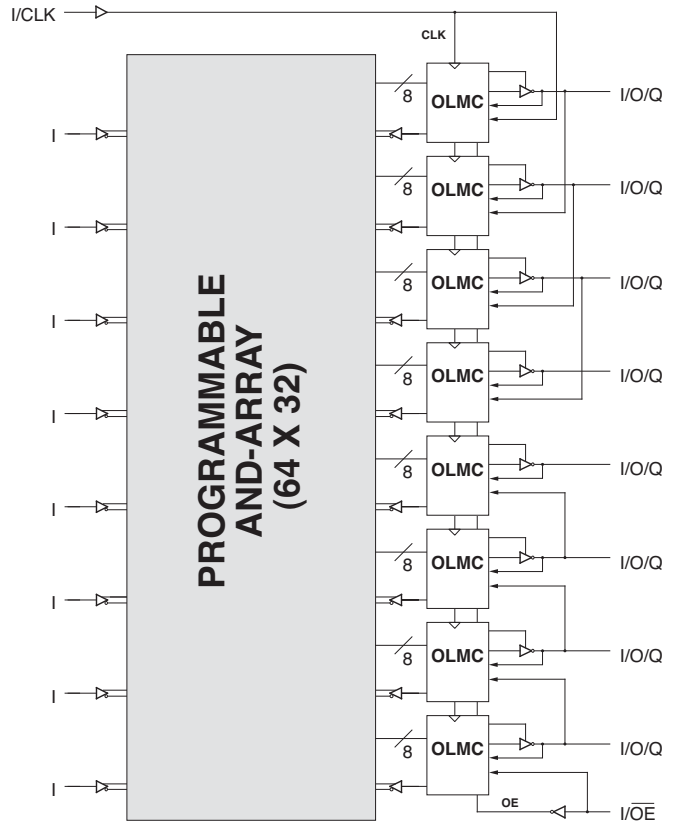 I/CLK
CLK
8
OLMC
I/O/Q
I
8
OLMC
I/O/Q
I
8
OLMC
I/O/Q
I
8
OLMC
I/O/Q
I
PROGRAMMABLE
AND-ARRAY
(64 X 32)
8
OLMC
I/O/Q
I
8
OLMC
I/O/Q
I
8
OLMC
I/O/Q
I
8
OLMC
I/O/Q
I
OE
I/O̅E̅